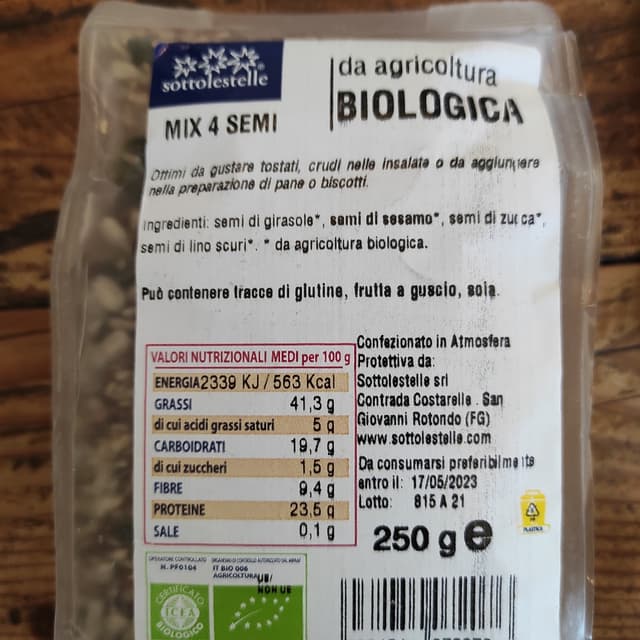 sottolestelle
da agricoltura
BIOLOGICA
MIX 4 SEMI
Ottimi da gustare tostati, crudi nelle insalate o da aggiungere
nella preparazione di pane o biscotti.
Ingredienti: semi di girasole*, semi di sesamo*, semi di zucca*,
semi di lino scuri*. * da agricoltura biologica.
Può contenere tracce di glutine, frutta a guscio, soia.
VALORI NUTRIZIONALI MEDI per 100 g
ENERGIA 2339 KJ / 563 Kcal
GRASSI 41,3 g
di cui acidi grassi saturi 5 g
CARBOIDRATI 19,7 g
di cui zuccheri 1,5 g
FIBRE 9,4 g
PROTEINE 23,5 g
SALE 0,1 g
Confezionato in Atmosfera
Protettiva da:
Sottolestelle srl
Contrada Costarelle . San
Giovanni Rotondo (FG)
www.sottolestelle.com
Da consumarsi preferibilmente
entro il: 17/05/2023
Lotto: 815 A 21
250 g e
PLASTICA
OPERATORE CONTROLLATO
N. PF0104
IT BIO 006
AGRICOLTURA UE/
NON UE
CERTIFICATO
ICEA
BIOLOGICO